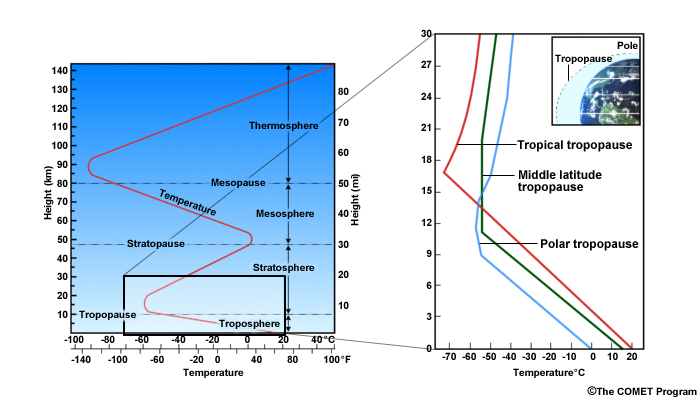 140
130
120
110
100
90
80
70
60
50
40
30
20
10
Height (km)
80
70
60
50
40
30
20
10
Height (mi)
Thermosphere
Mesopause
Temperature
Mesosphere
Stratopause
Stratosphere
Tropopause
Troposphere
-100 -80 -60 -40 -20 0 20 40°C
-140 -100 -60 -20 0 20 60 100°F
Temperature
30
27
24
21
18
15
12
9
6
3
0
Pole
Tropopause
Tropical tropopause
Middle latitude
tropopause
Polar tropopause
-70 -60 -50 -40 -30 -20 -10 0 10 20
Temperature°C
©The COMET Program